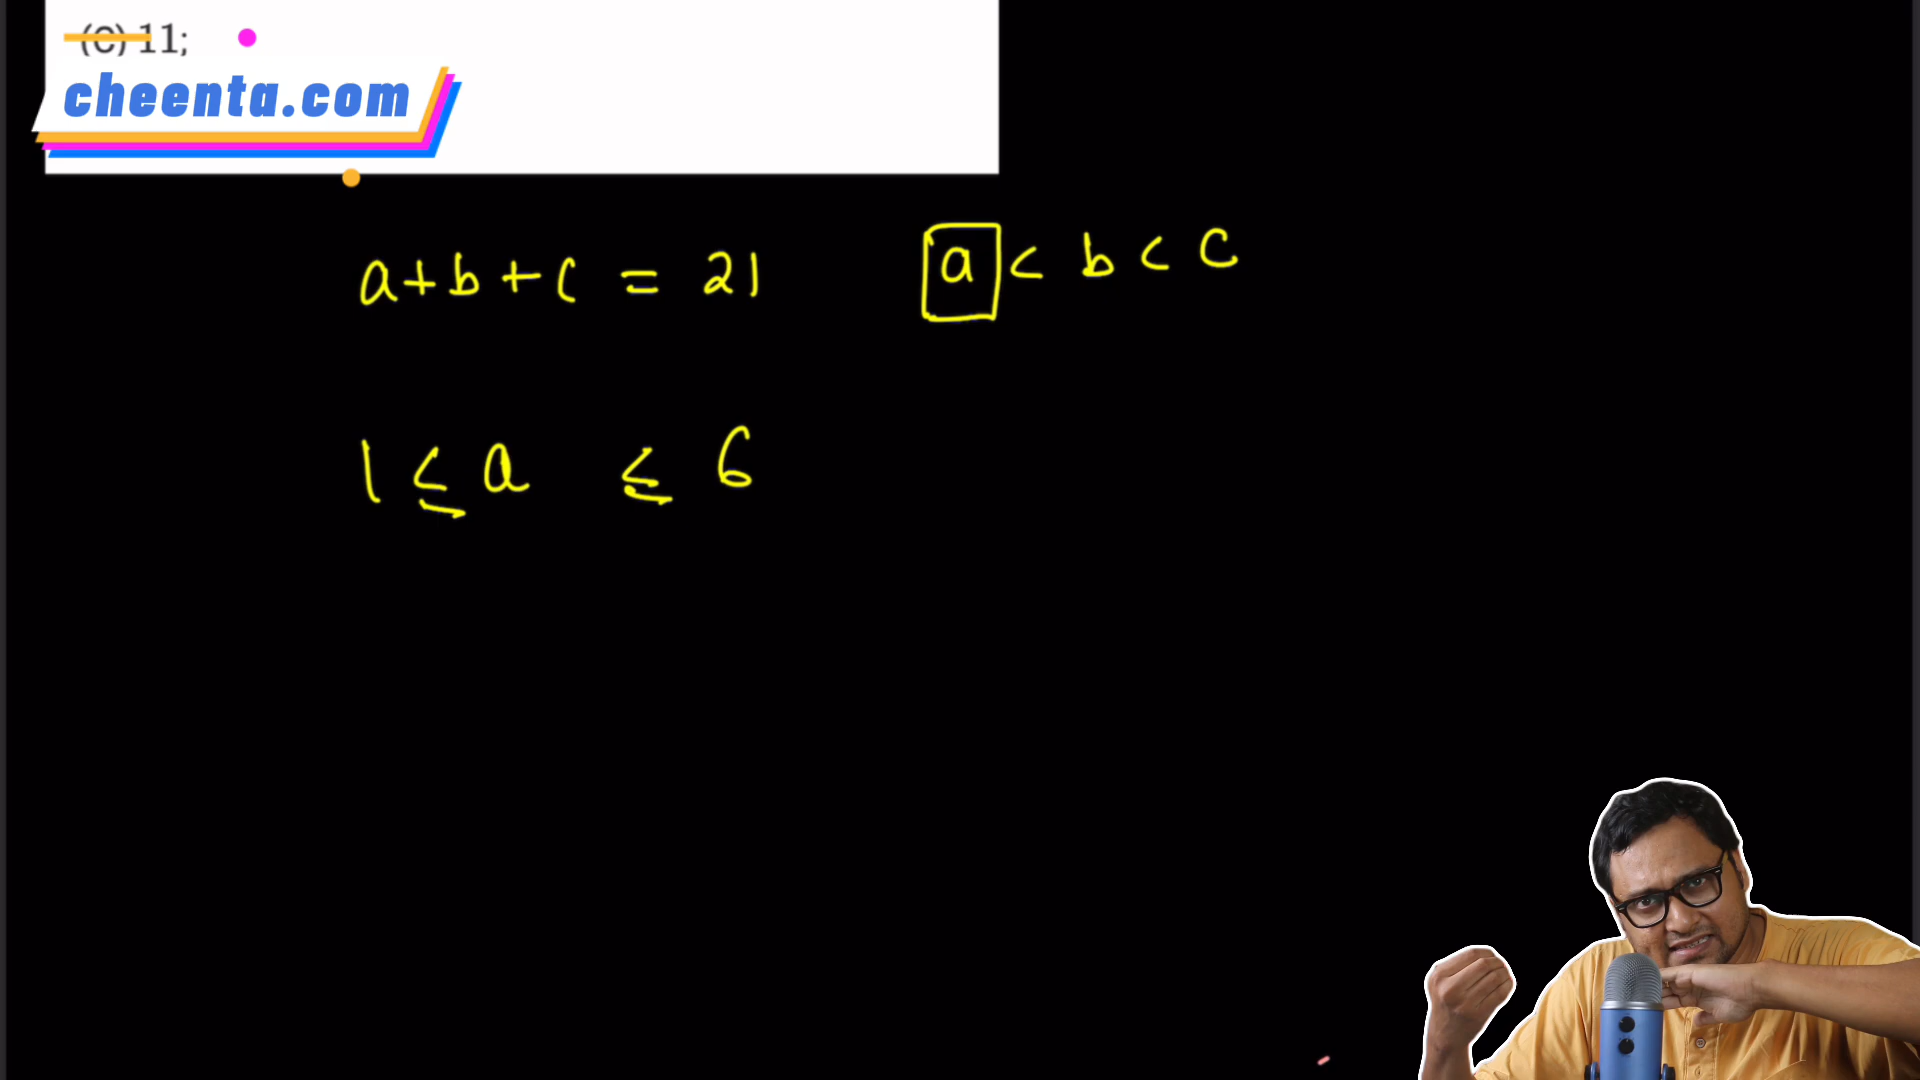 (C) 11;
cheenta.com
a+b+c = 21
a < b < c
1 ≤ a ≤ 6